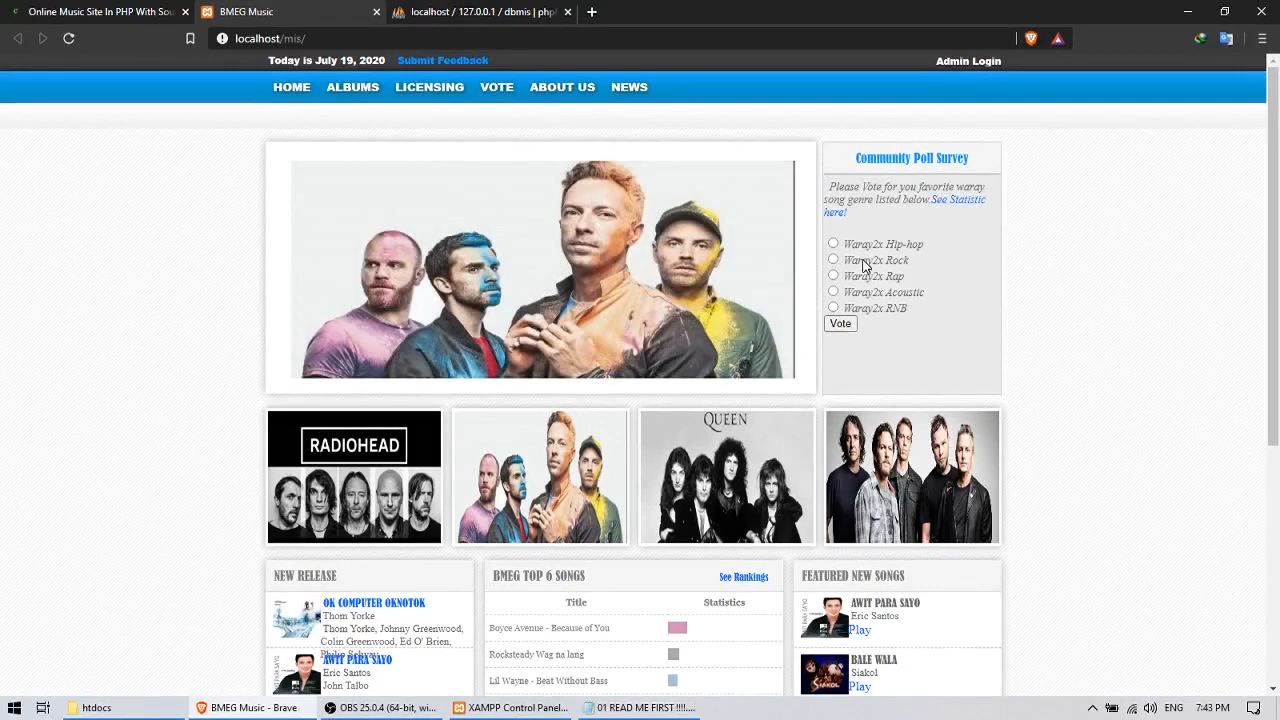 Online Music Site In PHP With Sou
BMEG Music
localhost / 127.0.0.1 / dbmis | php
localhost/mis/
Today is July 19, 2020 Submit Feedback Admin Login
HOME ALBUMS LICENSING VOTE ABOUT US NEWS
Community Poll Survey
Please Vote for you favorite waray
song genre listed below.See Statistic
here!
Waray2x Hip-hop
Waray2x Rock
Waray2x Rap
Waray2x Acoustic
Waray2x RNB
Vote
RADIOHEAD
QUEEN
NEW RELEASE
OK COMPUTER OKNOTOK
Thom Yorke
Thom Yorke, Johnny Greenwood,
Colin Greenwood, Ed O' Brien,
AWIT PARA SAYO
Eric Santos
John Talbo
BMEG TOP 6 SONGS See Rankings
Title Statistics
Boyce Avenue - Because of You
Rocksteady Wag na lang
Lil Wayne - Beat Without Bass
FEATURED NEW SONGS
AWIT PARA SAYO
Eric Santos
Play
BALE WALA
Siakol
Play
htdocs
BMEG Music - Brave
OBS 25.0.4 (64-bit, wi...
XAMPP Control Panel...
01 READ ME FIRST !!!!...
ENG 7:43 PM